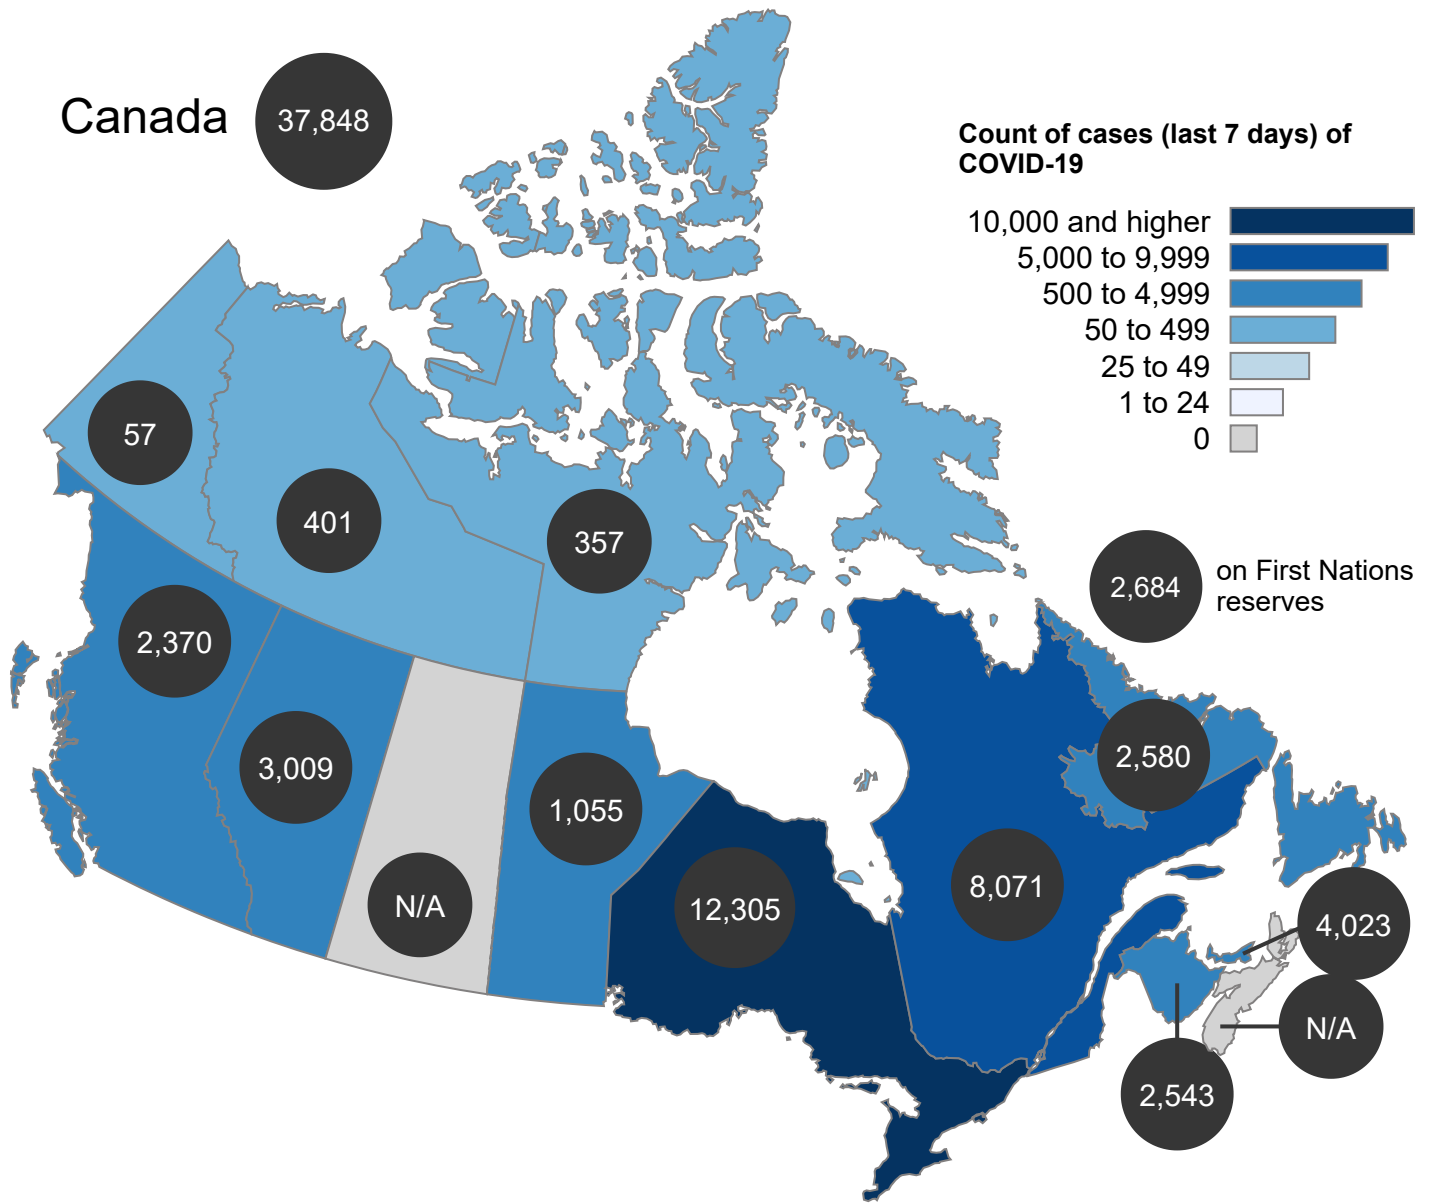 Canada
37,848
Count of cases (last 7 days) of
COVID-19
10,000 and higher
5,000 to 9,999
500 to 4,999
50 to 499
25 to 49
1 to 24
0
57
401
357
2,684
on First Nations
reserves
2,370
3,009
N/A
1,055
12,305
8,071
2,580
4,023
N/A
2,543